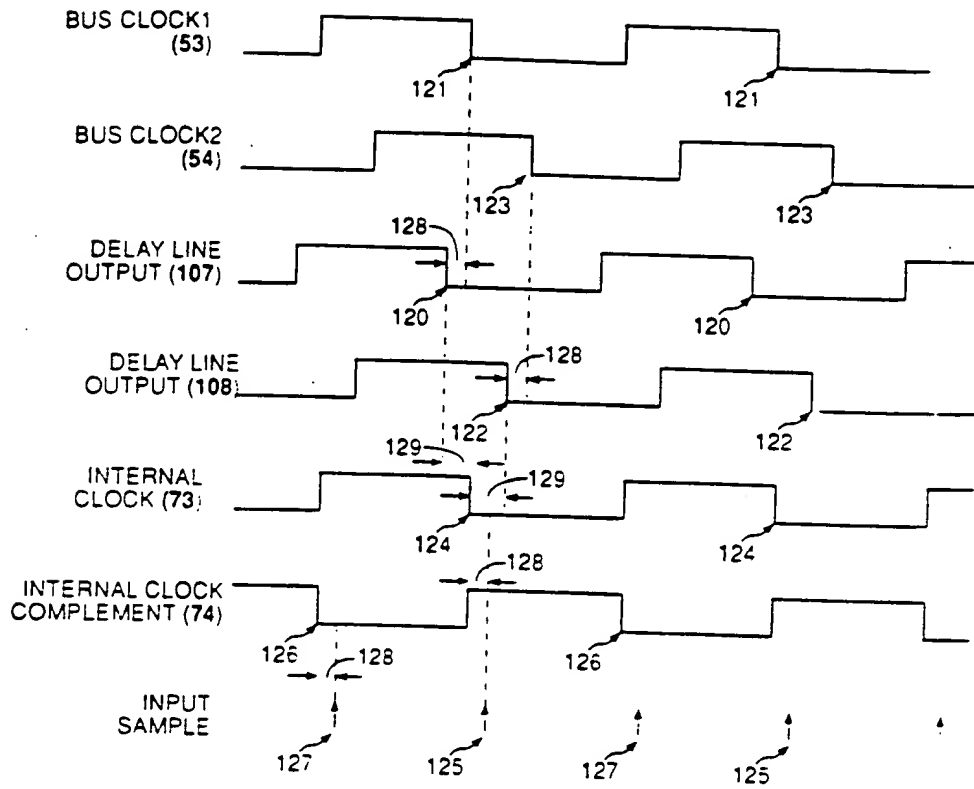 BUS CLOCK1
(53)
121
121
BUS CLOCK2
(54)
123
123
128
DELAY LINE
OUTPUT (107)
120
120
DELAY LINE
OUTPUT (108)
128
122
122
129
INTERNAL
CLOCK (73)
129
124
124
128
INTERNAL CLOCK
COMPLEMENT (74)
126
126
128
INPUT
SAMPLE
127
125
127
125